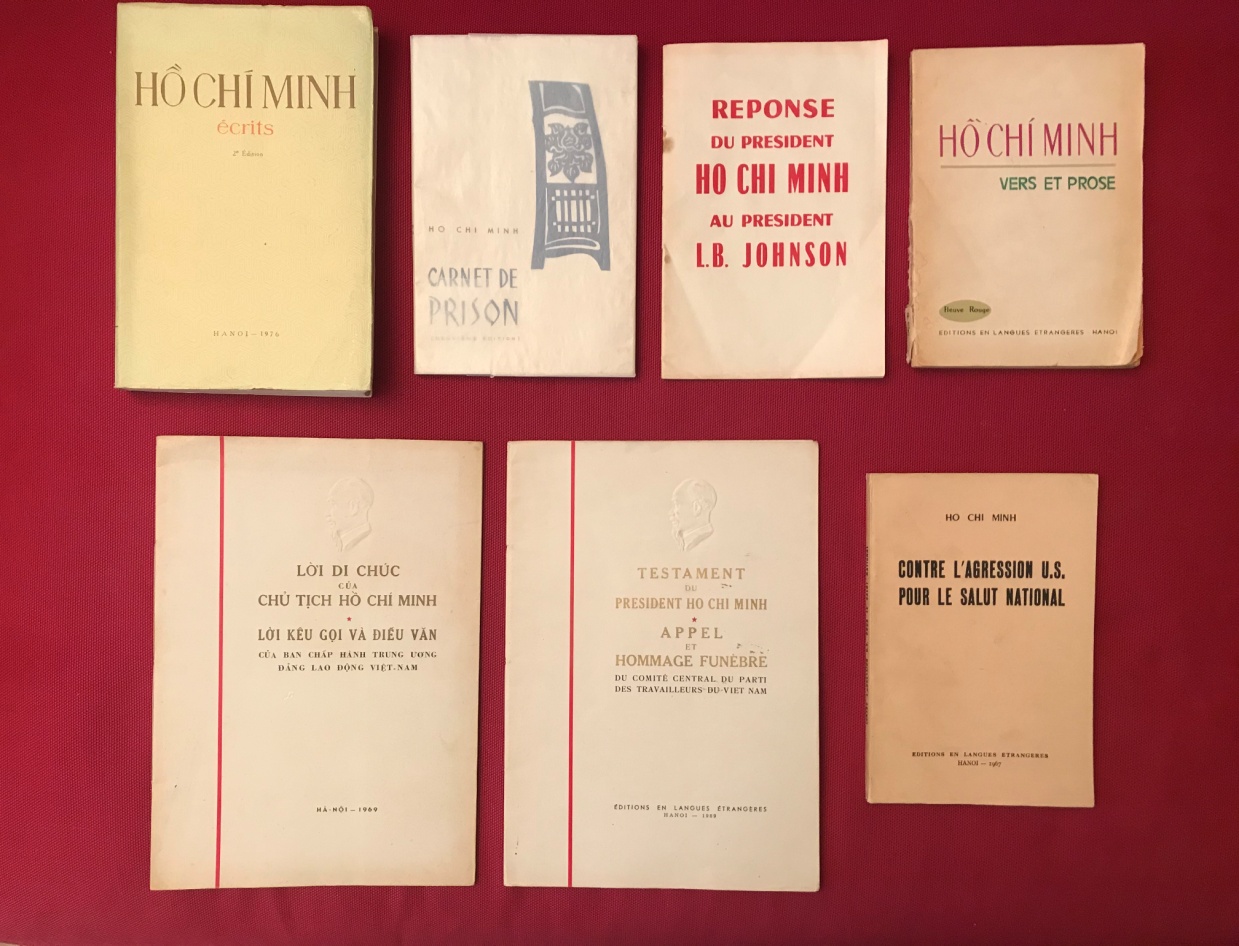 HỒ CHÍ MINH
écrits
2e Edition
HANOI — 1976
HO CHI MINH
CARNET DE
PRISON
REPONSE
DU PRESIDENT
HO CHI MINH
AU PRESIDENT
L.B. JOHNSON
HỒ CHÍ MINH
VERS ET PROSE
Fleuve Rouge
EDITIONS EN LANGUES ETRANGERES HANOI
LỜI DI CHÚC
CỦA
CHỦ TỊCH HỒ CHÍ MINH
LỜI KÊU GỌI VÀ ĐIẾU VĂN
CỦA BAN CHẤP HÀNH TRUNG ƯƠNG
ĐẢNG LAO ĐỘNG VIỆT-NAM
HÀ-NỘI — 1969
TESTAMENT
DU
PRESIDENT HO CHI MINH
APPEL
ET
HOMMAGE FUNÈBRE
DU COMITÉ CENTRAL DU PARTI
DES TRAVAILLEURS DU VIET NAM
ÉDITIONS EN LANGUES ÉTRANGERES
HANOI —
HO CHI MINH
CONTRE L'AGRESSION U.S.
POUR LE SALUT NATIONAL
EDITIONS EN LANGUES ETRANGERES
HANOI — 1967